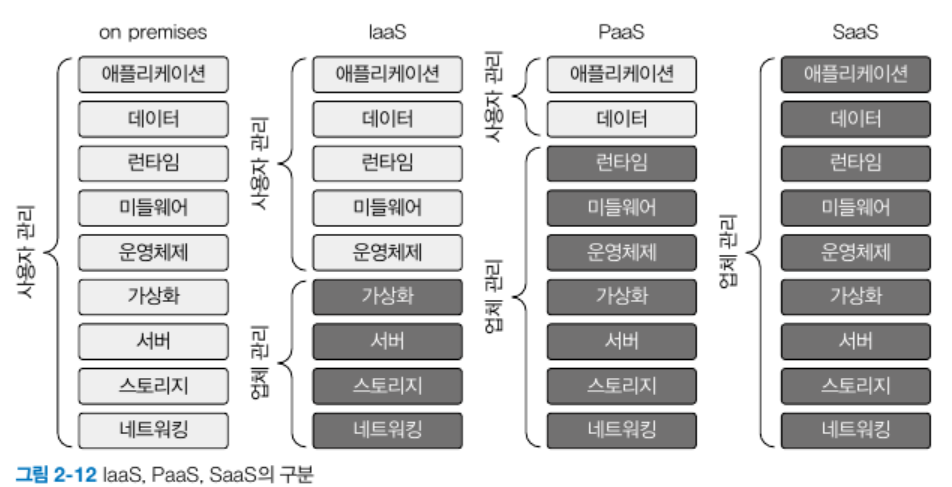 on premises
IaaS
PaaS
SaaS
사용자 관리
애플리케이션
데이터
런타임
미들웨어
운영체제
가상화
서버
스토리지
네트워킹
사용자 관리
업체 관리
애플리케이션
데이터
런타임
미들웨어
운영체제
가상화
서버
스토리지
네트워킹
사용자 관리
업체 관리
애플리케이션
데이터
런타임
미들웨어
운영체제
가상화
서버
스토리지
네트워킹
업체 관리
애플리케이션
데이터
런타임
미들웨어
운영체제
가상화
서버
스토리지
네트워킹
그림 2-12 IaaS, PaaS, SaaS의 구분